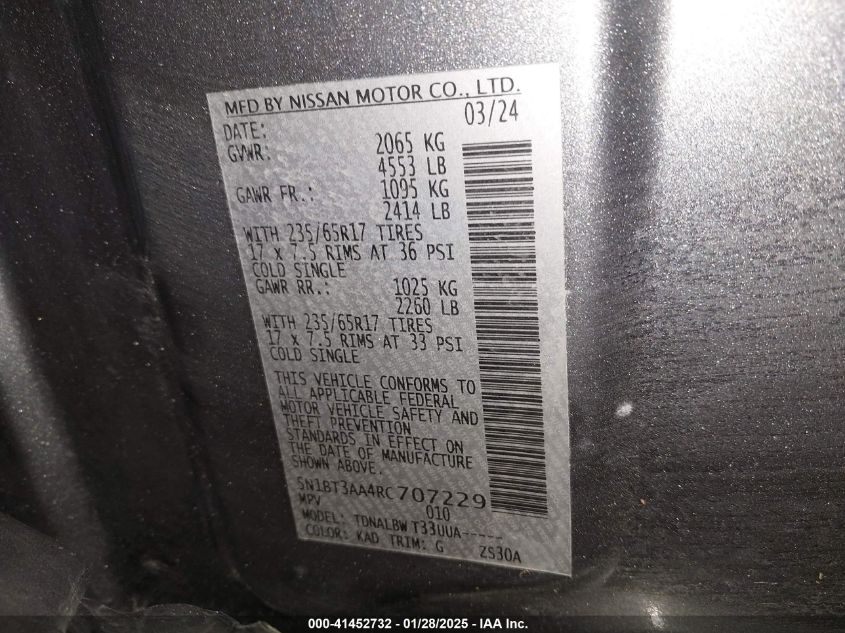 MFD BY NISSAN MOTOR CO., LTD.
DATE: 03/24
GVWR: 2065 KG
4553 LB
GAWR FR.: 1095 KG
2414 LB
WITH 235/65R17 TIRES
17 x 7.5 RIMS AT 36 PSI
COLD SINGLE
GAWR RR.: 1025 KG
2260 LB
WITH 235/65R17 TIRES
17 x 7.5 RIMS AT 33 PSI
COLD SINGLE
THIS VEHICLE CONFORMS TO
ALL APPLICABLE FEDERAL
MOTOR VEHICLE SAFETY AND
THEFT PREVENTION
STANDARDS IN EFFECT ON
THE DATE OF MANUFACTURE
SHOWN ABOVE.
5N1BT3AA4RC707229
MPV 010
MODEL: TDNALBW T33UUA-----
COLOR: KAD TRIM: G ZS30A
000-41452732 - 01/28/2025 - IAA Inc.